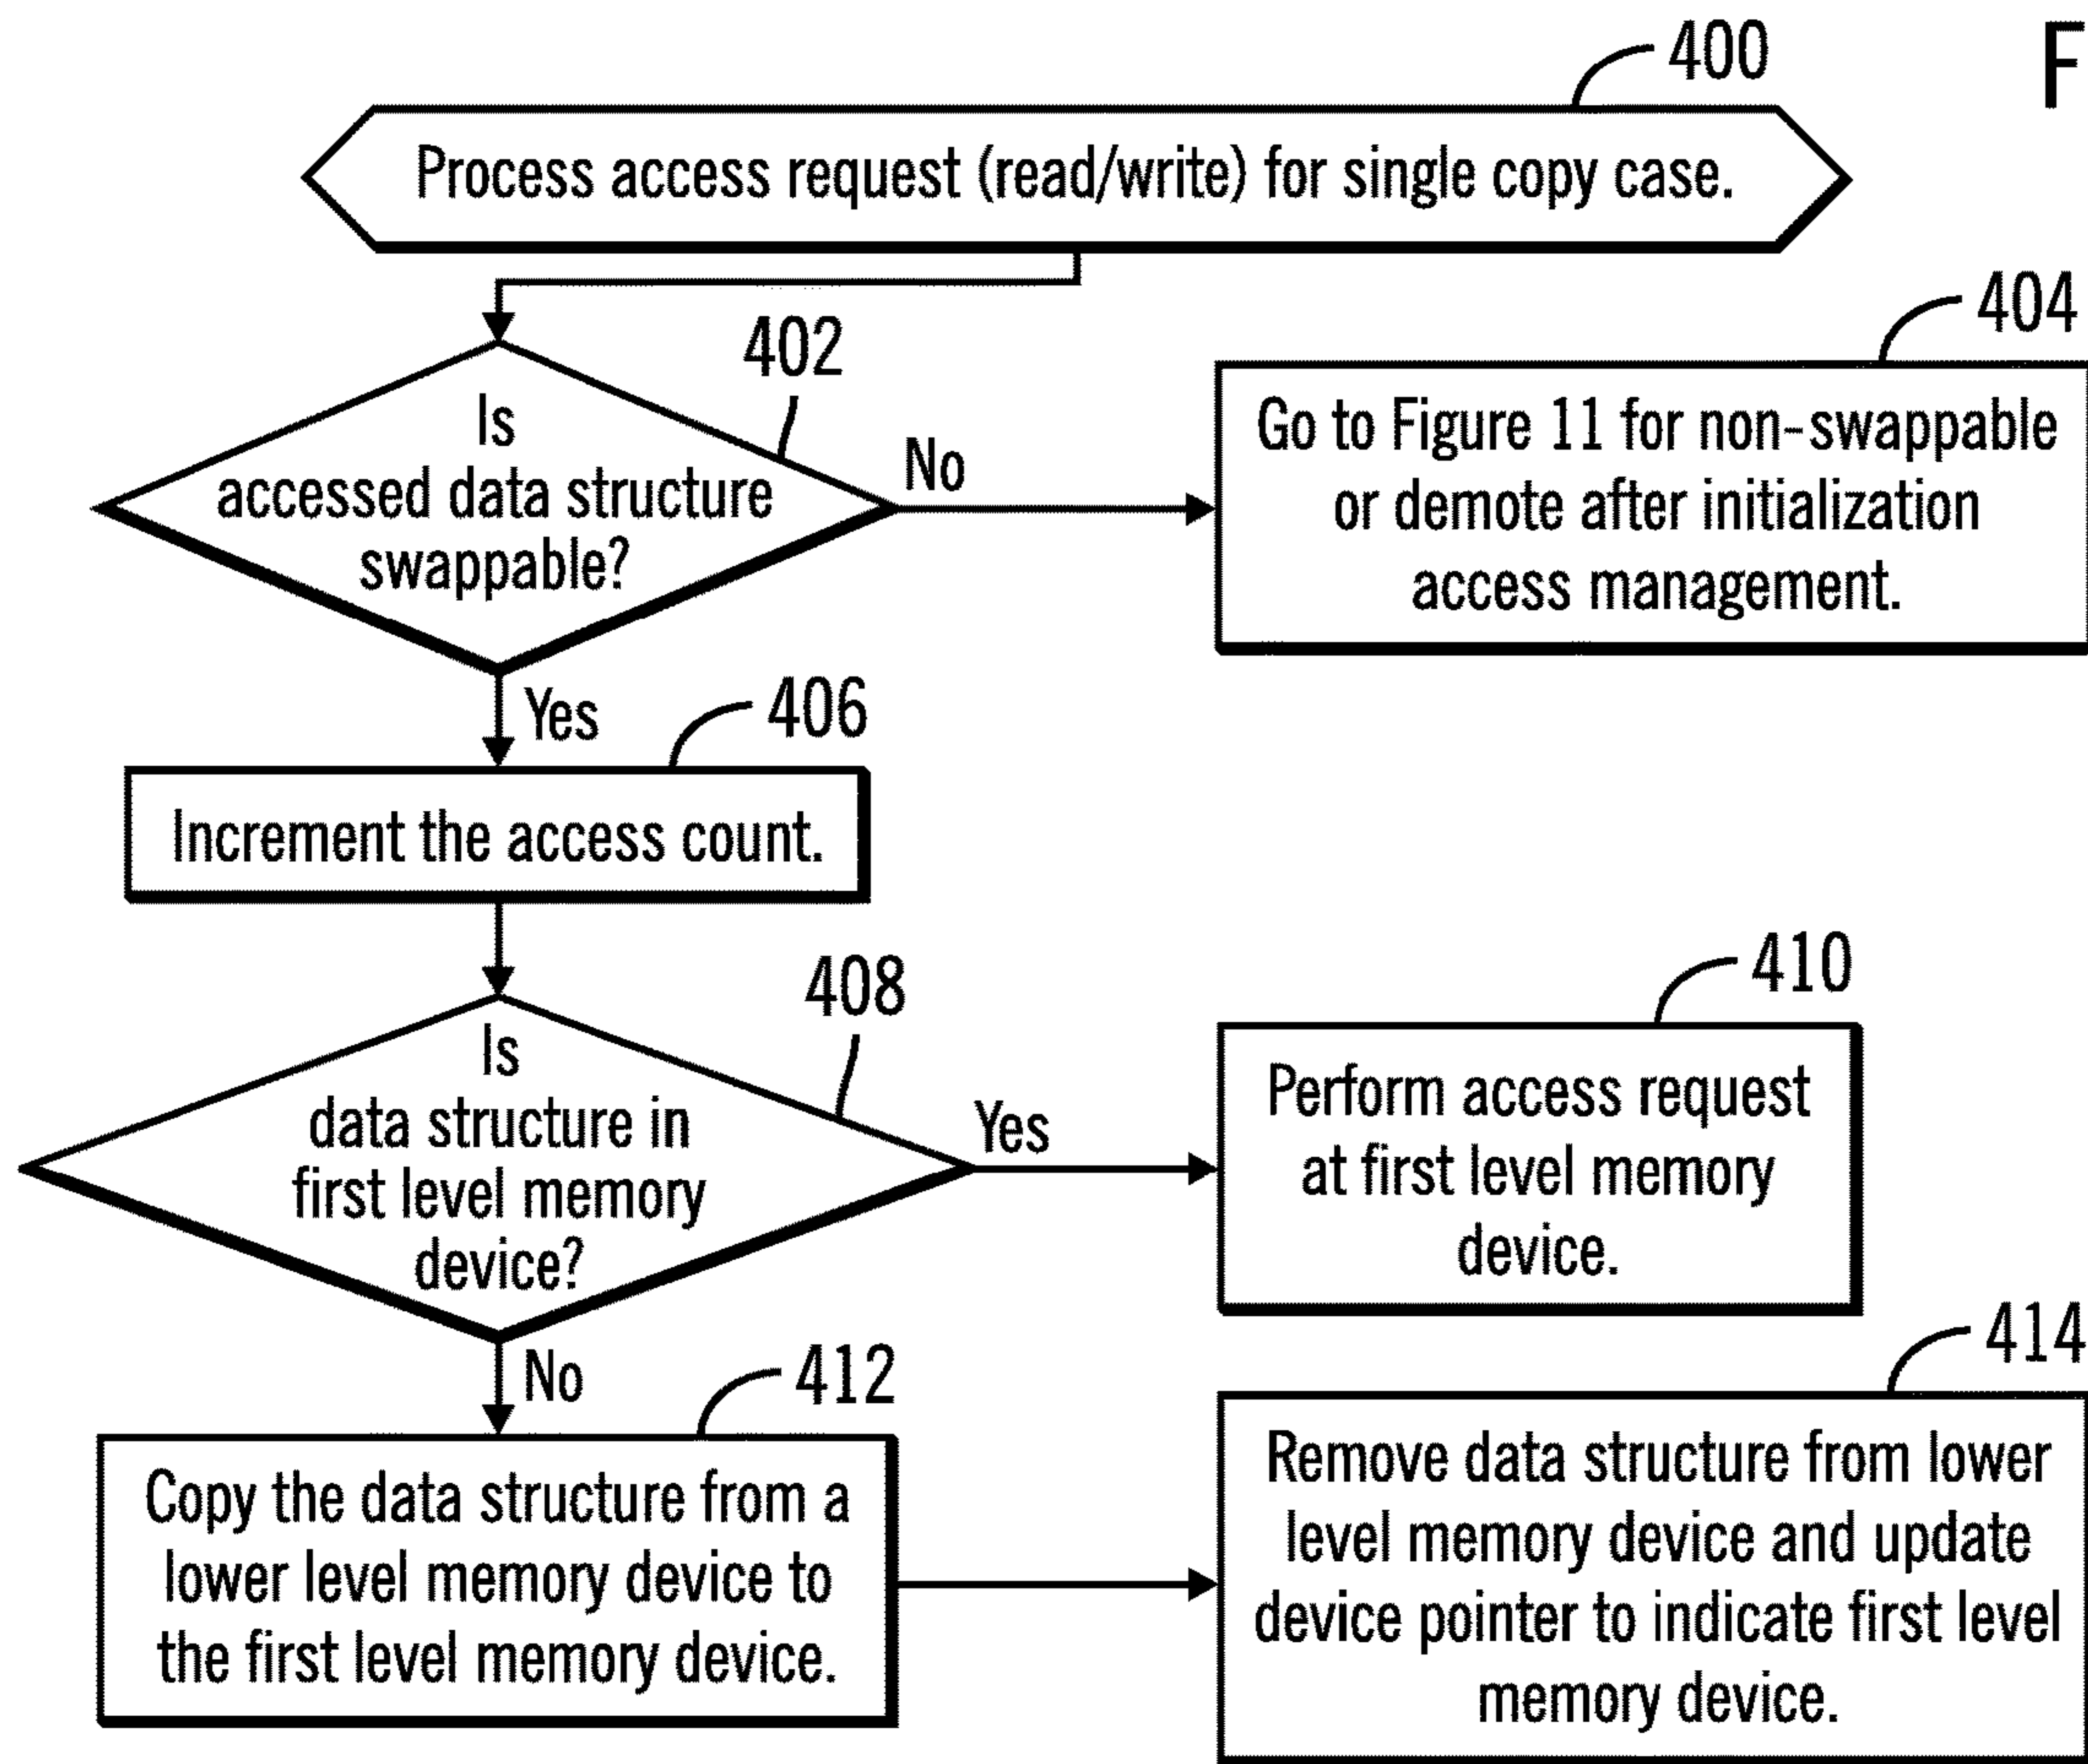 400
F
Process access request (read/write) for single copy case.
402
Is
accessed data structure
swappable?
No
404
Go to Figure 11 for non-swappable
or demote after initialization
access management.
Yes
406
Increment the access count.
408
Is
data structure in
first level memory
device?
Yes
410
Perform access request
at first level memory
device.
No
412
Copy the data structure from a
lower level memory device to
the first level memory device.
414
Remove data structure from lower
level memory device and update
device pointer to indicate first level
memory device.